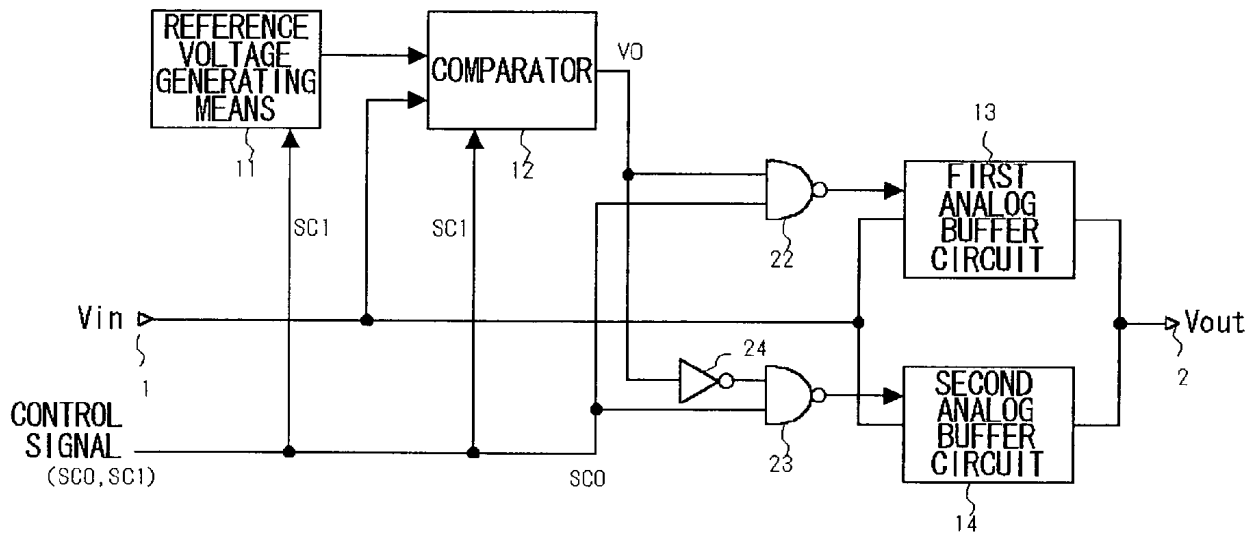 REFERENCE
VOLTAGE
GENERATING
MEANS
11
COMPARATOR
12
VO
SC1
SC1
22
13
FIRST
ANALOG
BUFFER
CIRCUIT
Vin
1
Vout
2
24
23
SECOND
ANALOG
BUFFER
CIRCUIT
14
CONTROL
SIGNAL
(SC0,SC1)
SC0